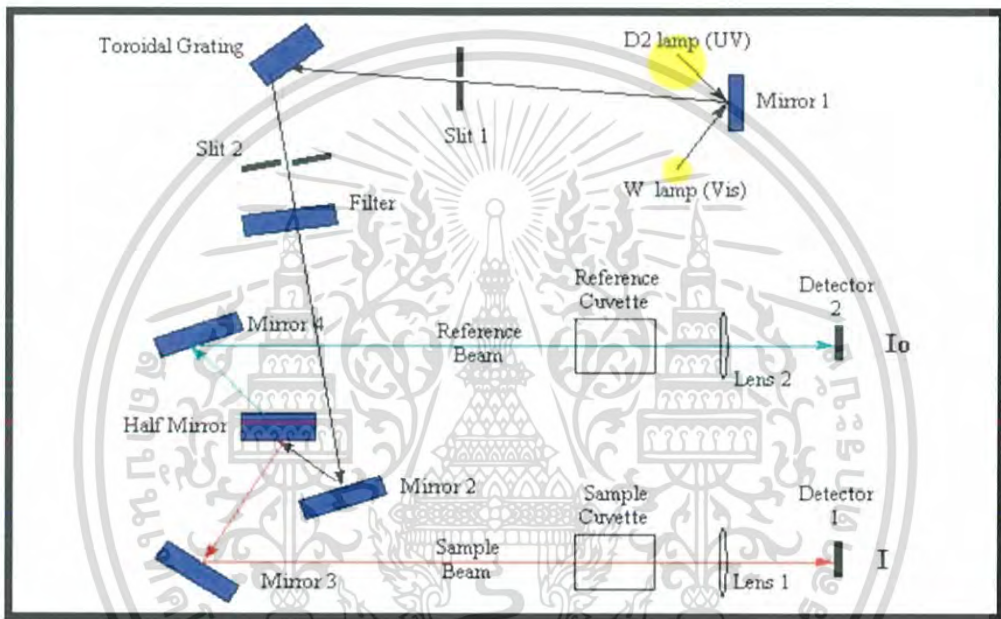 Toroidal Grating
D2 lamp (UV)
Mirror 1
Slit 1
Slit 2
W lamp (Vis)
Filter
Reference
Cuvette
Detector
2
Mirror 4
Reference
Beam
Io
Lens 2
Half Mirror
Mirror 2
Sample
Cuvette
Detector
1
Sample
Beam
I
Mirror 3
Lens 1